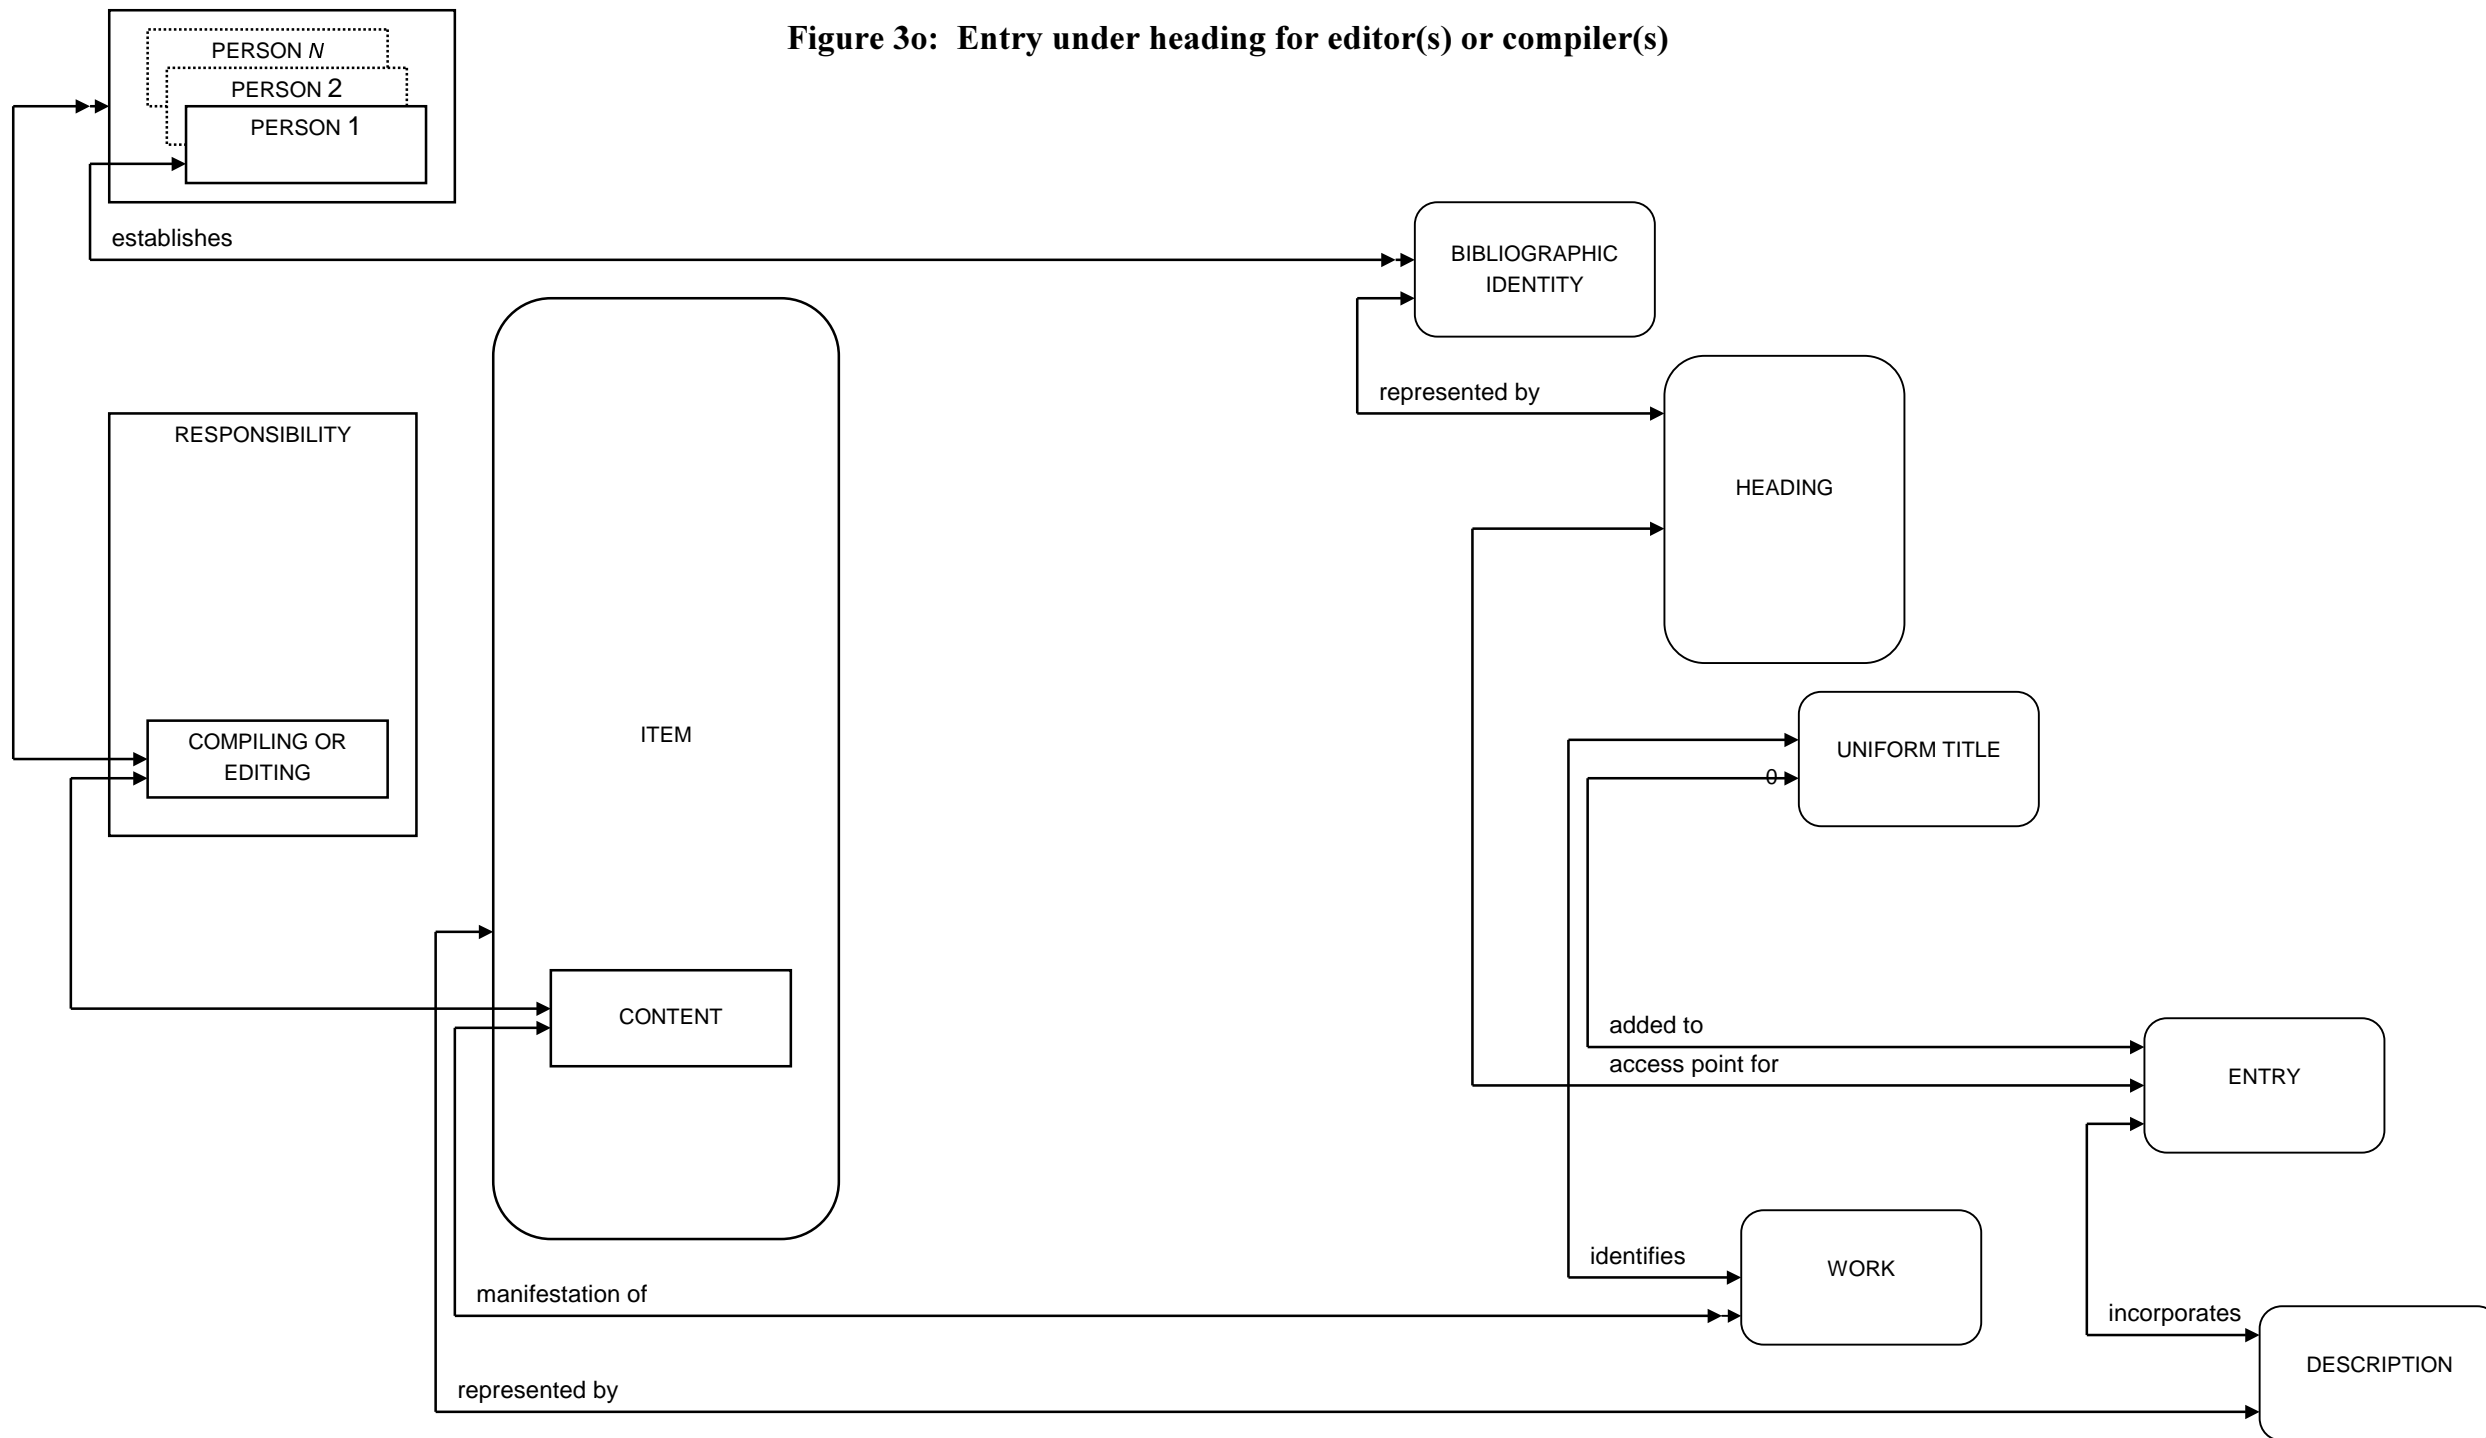 Figure 3o: Entry under heading for editor(s) or compiler(s)
PERSON N
PERSON 2
PERSON 1
establishes
BIBLIOGRAPHIC
IDENTITY
represented by
RESPONSIBILITY
HEADING
COMPILING OR
EDITING
ITEM
UNIFORM TITLE
0
CONTENT
added to
access point for
ENTRY
identifies
WORK
manifestation of
incorporates
DESCRIPTION
represented by